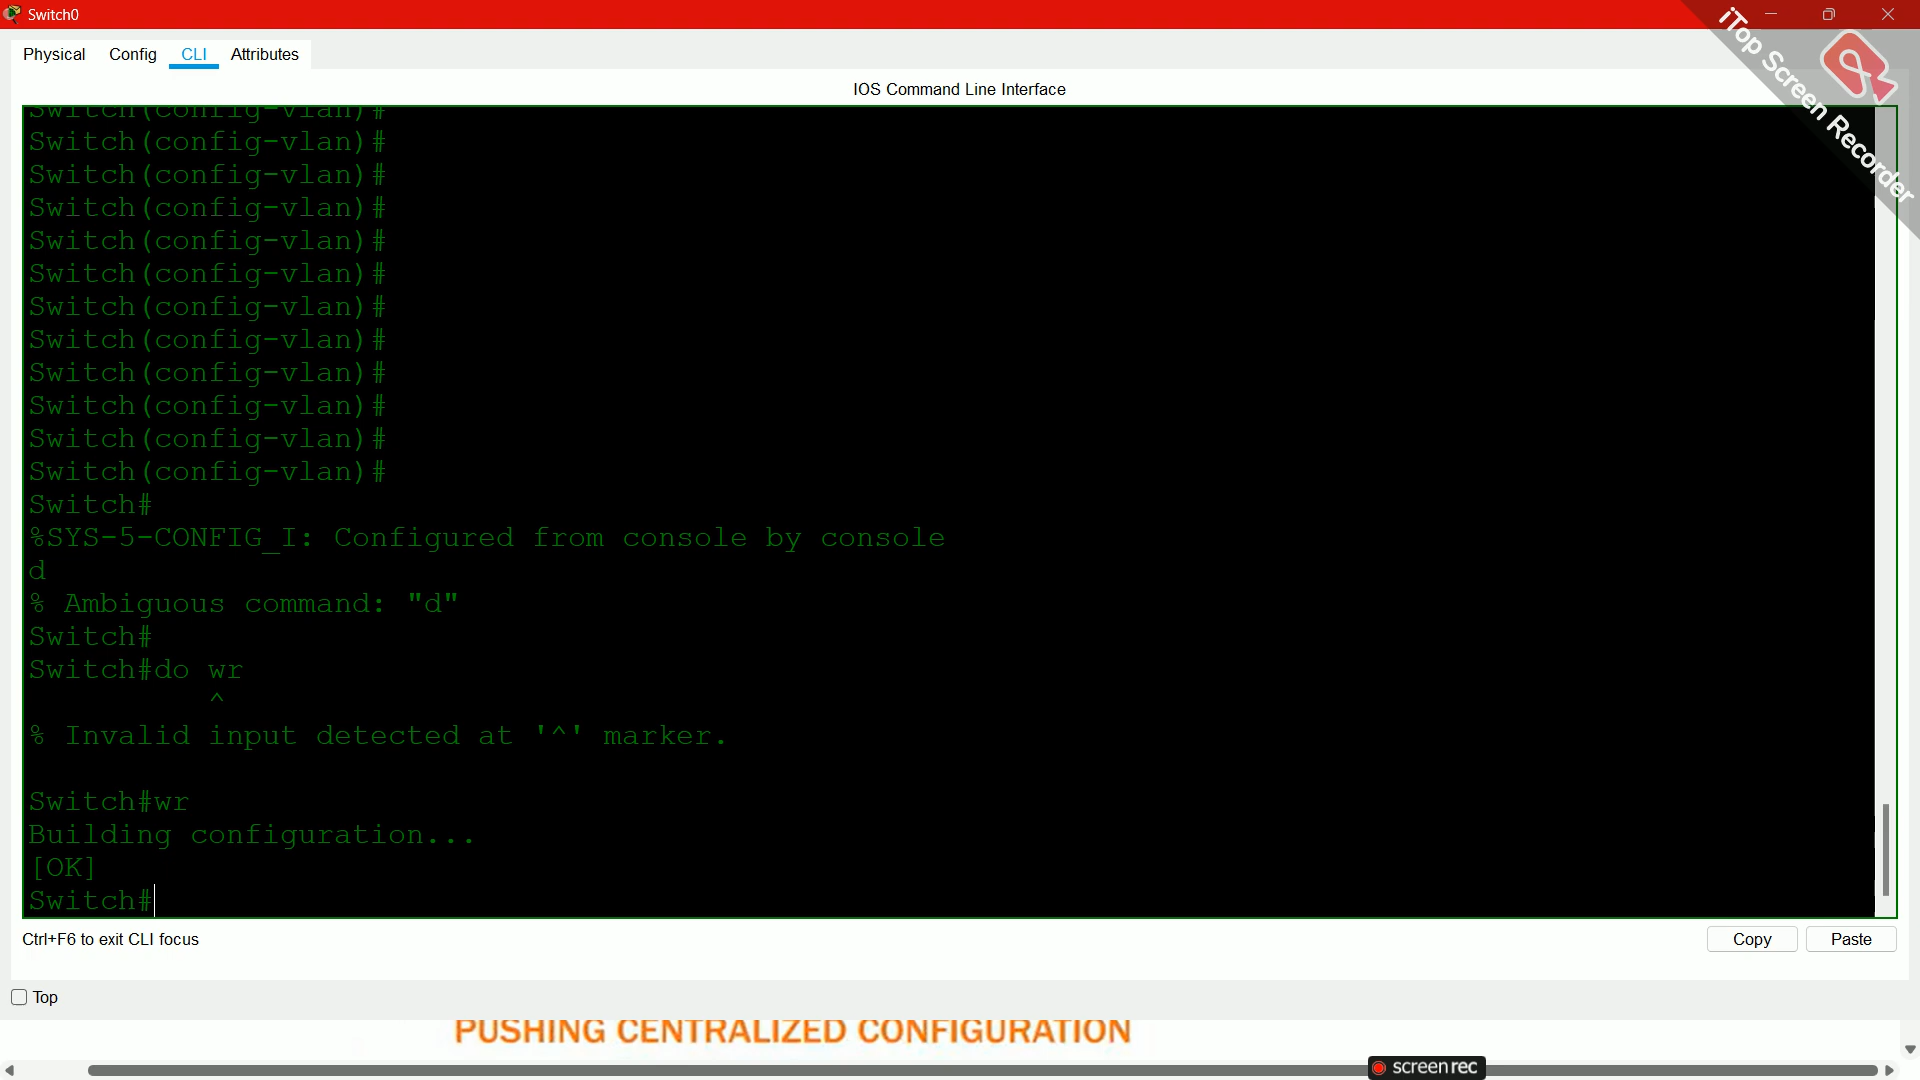 Switch0
Physical Config CLI Attributes
IOS Command Line Interface
Switch(config-vlan)#
Switch(config-vlan)#
Switch(config-vlan)#
Switch(config-vlan)#
Switch(config-vlan)#
Switch(config-vlan)#
Switch(config-vlan)#
Switch(config-vlan)#
Switch(config-vlan)#
Switch(config-vlan)#
Switch(config-vlan)#
Switch(config-vlan)#
Switch#
%SYS-5-CONFIG_I: Configured from console by console
d
% Ambiguous command: "d"
Switch#
Switch#do wr
^
% Invalid input detected at '^' marker.
Switch#wr
Building configuration...
[OK]
Switch#
Ctrl+F6 to exit CLI focus
Copy Paste
Top
PUSHING CENTRALIZED CONFIGURATION
screenrec
iTop Screen Recorder